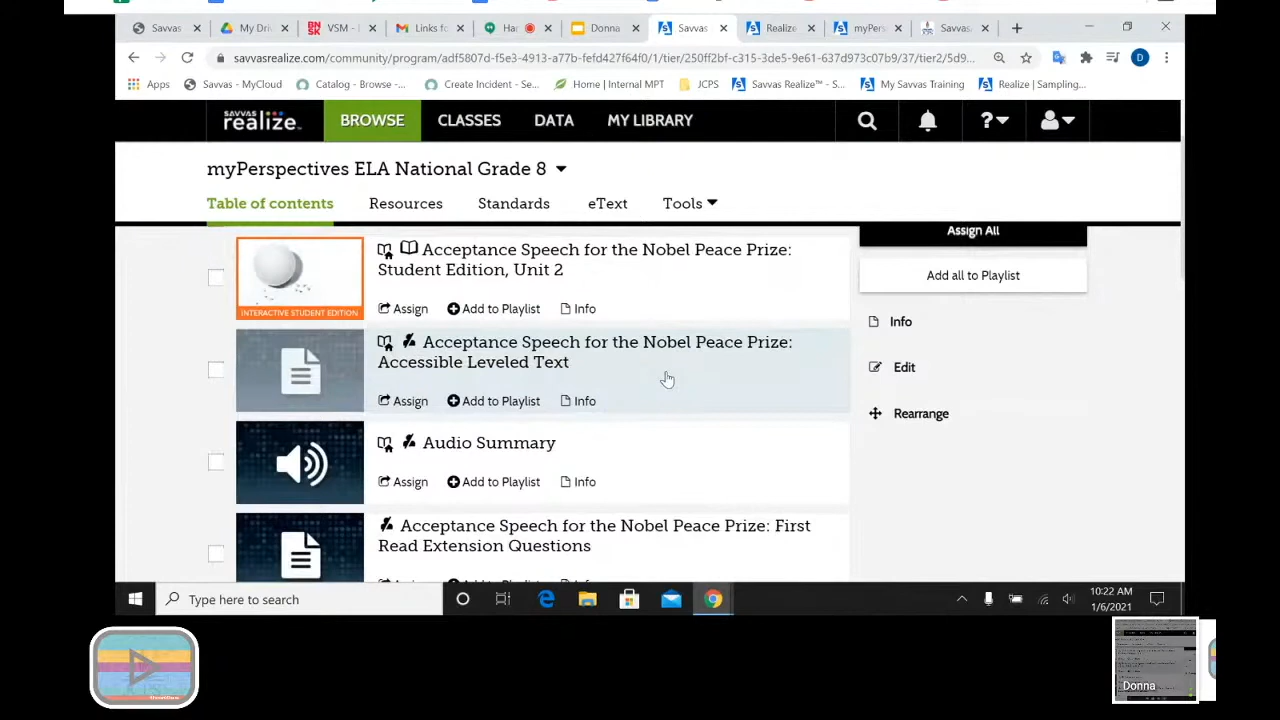 Savvas
My Driv
VSM - I
Links fo
Donna
Savvas
Realize
myPers
Savvas
savvasrealize.com/community/program/df5807d-f5e3-4913-a77b-fefd427f64f0/1/tier/250ff2bf-c315-3de5-9e61-637d973c07b9/37/tier2/5d9...
D
Apps
Savvas - MyCloud
Catalog - Browse -...
Create Incident - Se...
Home | Internal MPT
JCPS
Savvas Realize™ - S...
My Savvas Training
Realize | Sampling...
SAVVAS
realize.
BROWSE
CLASSES
DATA
MY LIBRARY
?
myPerspectives ELA National Grade 8
Table of contents
Resources
Standards
eText
Tools
INTERACTIVE STUDENT EDITION
Acceptance Speech for the Nobel Peace Prize:
Student Edition, Unit 2
Assign Add to Playlist Info
Acceptance Speech for the Nobel Peace Prize:
Accessible Leveled Text
Assign Add to Playlist Info
Audio Summary
Assign Add to Playlist Info
Acceptance Speech for the Nobel Peace Prize: First
Read Extension Questions
Assign All
Add all to Playlist
Info
Edit
Rearrange
Type here to search
10:22 AM
1/6/2021
Donna